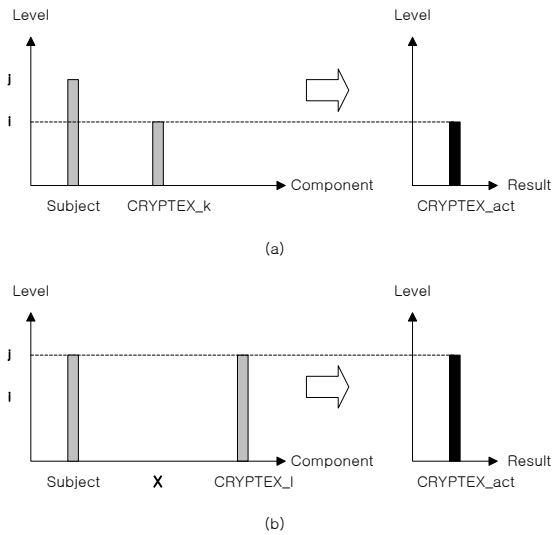 Level Level
j
i
Component Result
Subject CRYPTEX_k CRYPTEX_act
(a)
Level Level
j
i
Component Result
Subject X CRYPTEX_l CRYPTEX_act
(b)